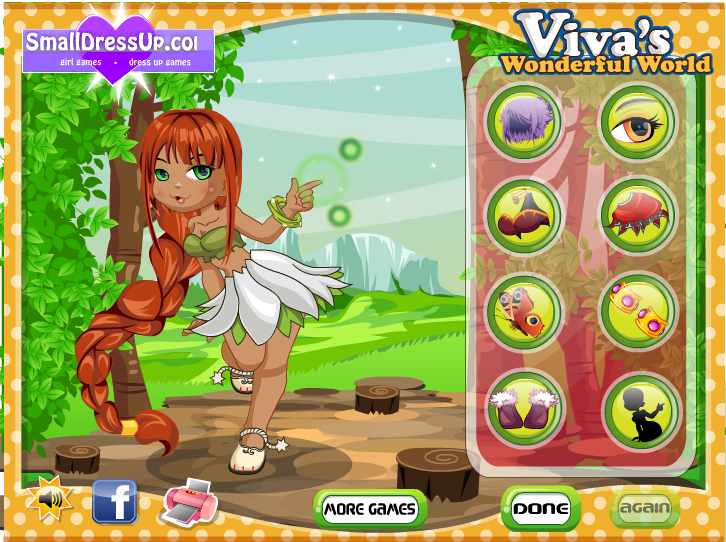 SmallDressUp.co
girl games • dress up games
Viva's
Wonderful World
f
MORE GAMES
DONE
AGAIN